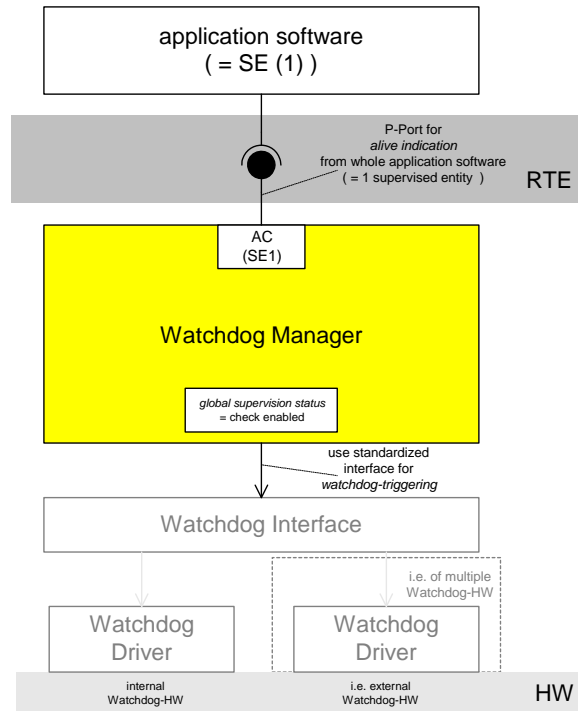 application software
( = SE (1) )
P-Port for
alive indication
from whole application software
( = 1 supervised entity )
RTE
AC
(SE1)
Watchdog Manager
global supervision status
= check enabled
use standardized
interface for
watchdog-triggering
Watchdog Interface
i.e. of multiple
Watchdog-HW
Watchdog
Driver
Watchdog
Driver
internal
Watchdog-HW
i.e. external
Watchdog-HW
HW